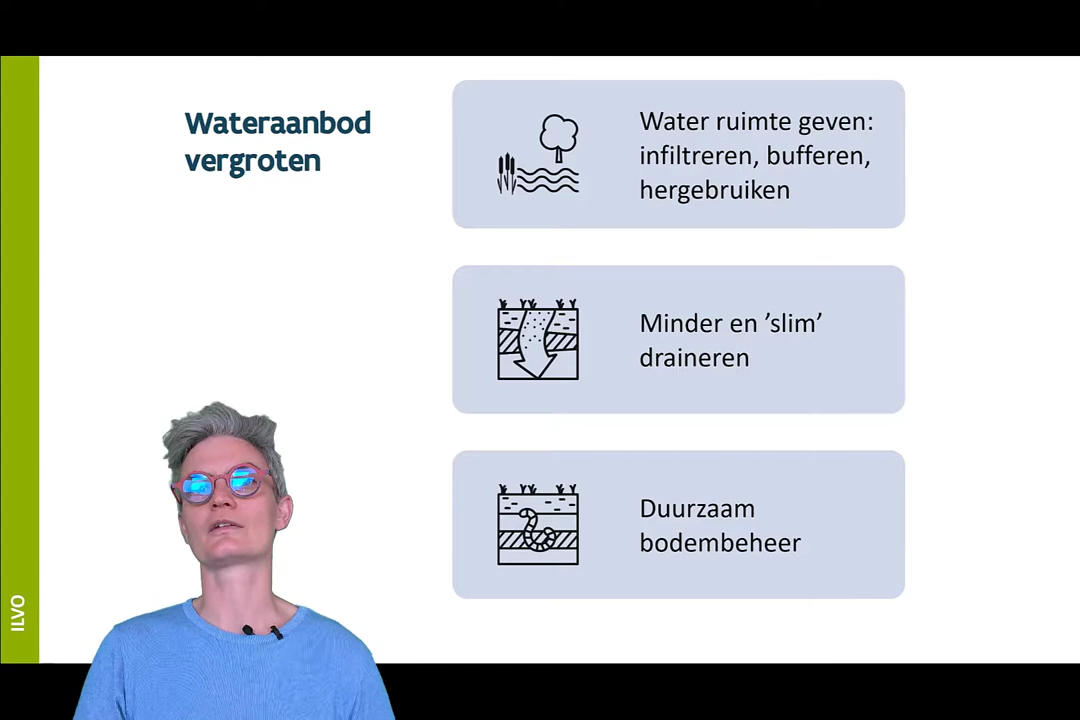 Wateraanbod
vergroten
Water ruimte geven:
infiltreren, bufferen,
hergebruiken
Minder en ’slim’
draineren
Duurzaam
bodembeheer
ILVO